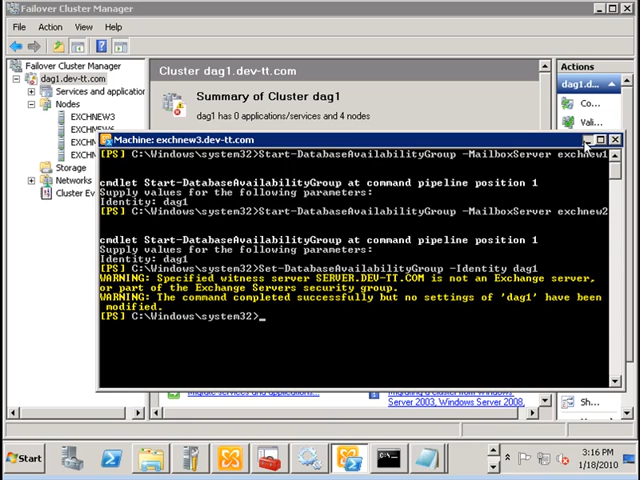 Failover Cluster Manager
File Action View Help
Failover Cluster Manager
dag1.dev-tt.com
Services and application
Nodes
EXCHNEW3
Storage
Networks
Cluster Ev
Cluster dag1.dev-tt.com
Summary of Cluster dag1
dag1 has 0 applications/services and 4 nodes
Actions
dag1.d...
Co...
Vali...
Machine: exchnew3.dev-tt.com
[PS] C:\Windows\system32>Start-DatabaseAvailabilityGroup -MailboxServer exchnew1
cmdlet Start-DatabaseAvailabilityGroup at command pipeline position 1
Supply values for the following parameters:
Identity: dag1
[PS] C:\Windows\system32>Start-DatabaseAvailabilityGroup -MailboxServer exchnew2
cmdlet Start-DatabaseAvailabilityGroup at command pipeline position 1
Supply values for the following parameters:
Identity: dag1
[PS] C:\Windows\system32>Set-DatabaseAvailabilityGroup -Identity dag1
WARNING: Specified witness server SERVER.DEV-TT.COM is not an Exchange server,
or part of the Exchange Servers security group.
WARNING: The command completed successfully but no settings of 'dag1' have been
modified.
[PS] C:\Windows\system32>_
Server 2003, Windows Server 2008,
Sh...
Start
3:16 PM
1/18/2010